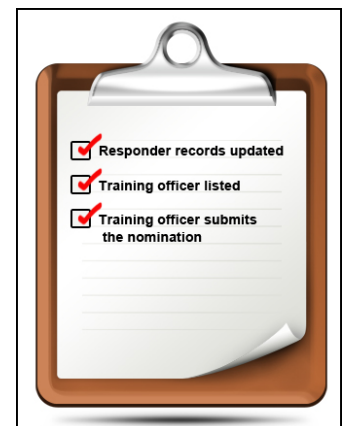 Responder records updated
Training officer listed
Training officer submits
the nomination